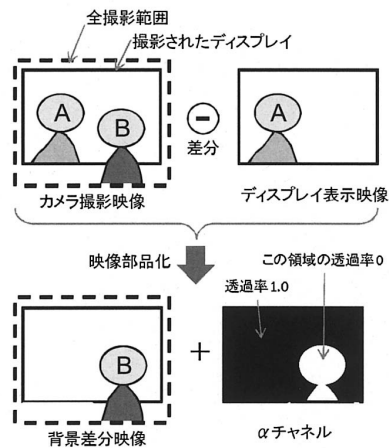 全撮影範囲
撮影されたディスプレイ
A
B
A
差分
カメラ撮影映像
ディスプレイ表示映像
映像部品化
この領域の透過率0
透過率1.0
B
+
背景差分映像
αチャネル